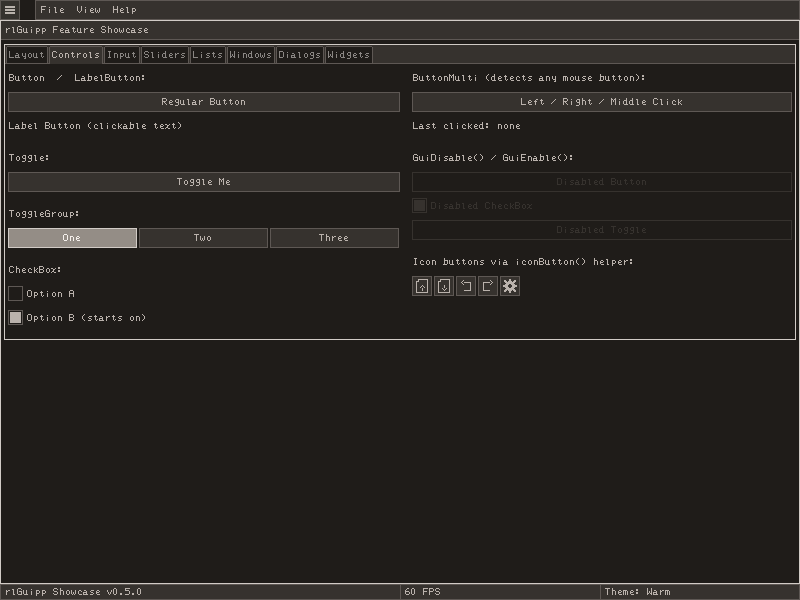 File View Help
rlGuipp Feature Showcase
Layout Controls Input Sliders Lists Windows Dialogs Widgets
Button / LabelButton:
Regular Button
Label Button (clickable text)
Toggle:
Toggle Me
ToggleGroup:
One Two Three
CheckBox:
Option A
Option B (starts on)
ButtonMulti (detects any mouse button):
Left / Right / Middle Click
Last clicked: none
GuiDisable() / GuiEnable():
Disabled Button
Disabled CheckBox
Disabled Toggle
Icon buttons via iconButton() helper:
rlGuipp Showcase v0.5.0
60 FPS
Theme: Warm